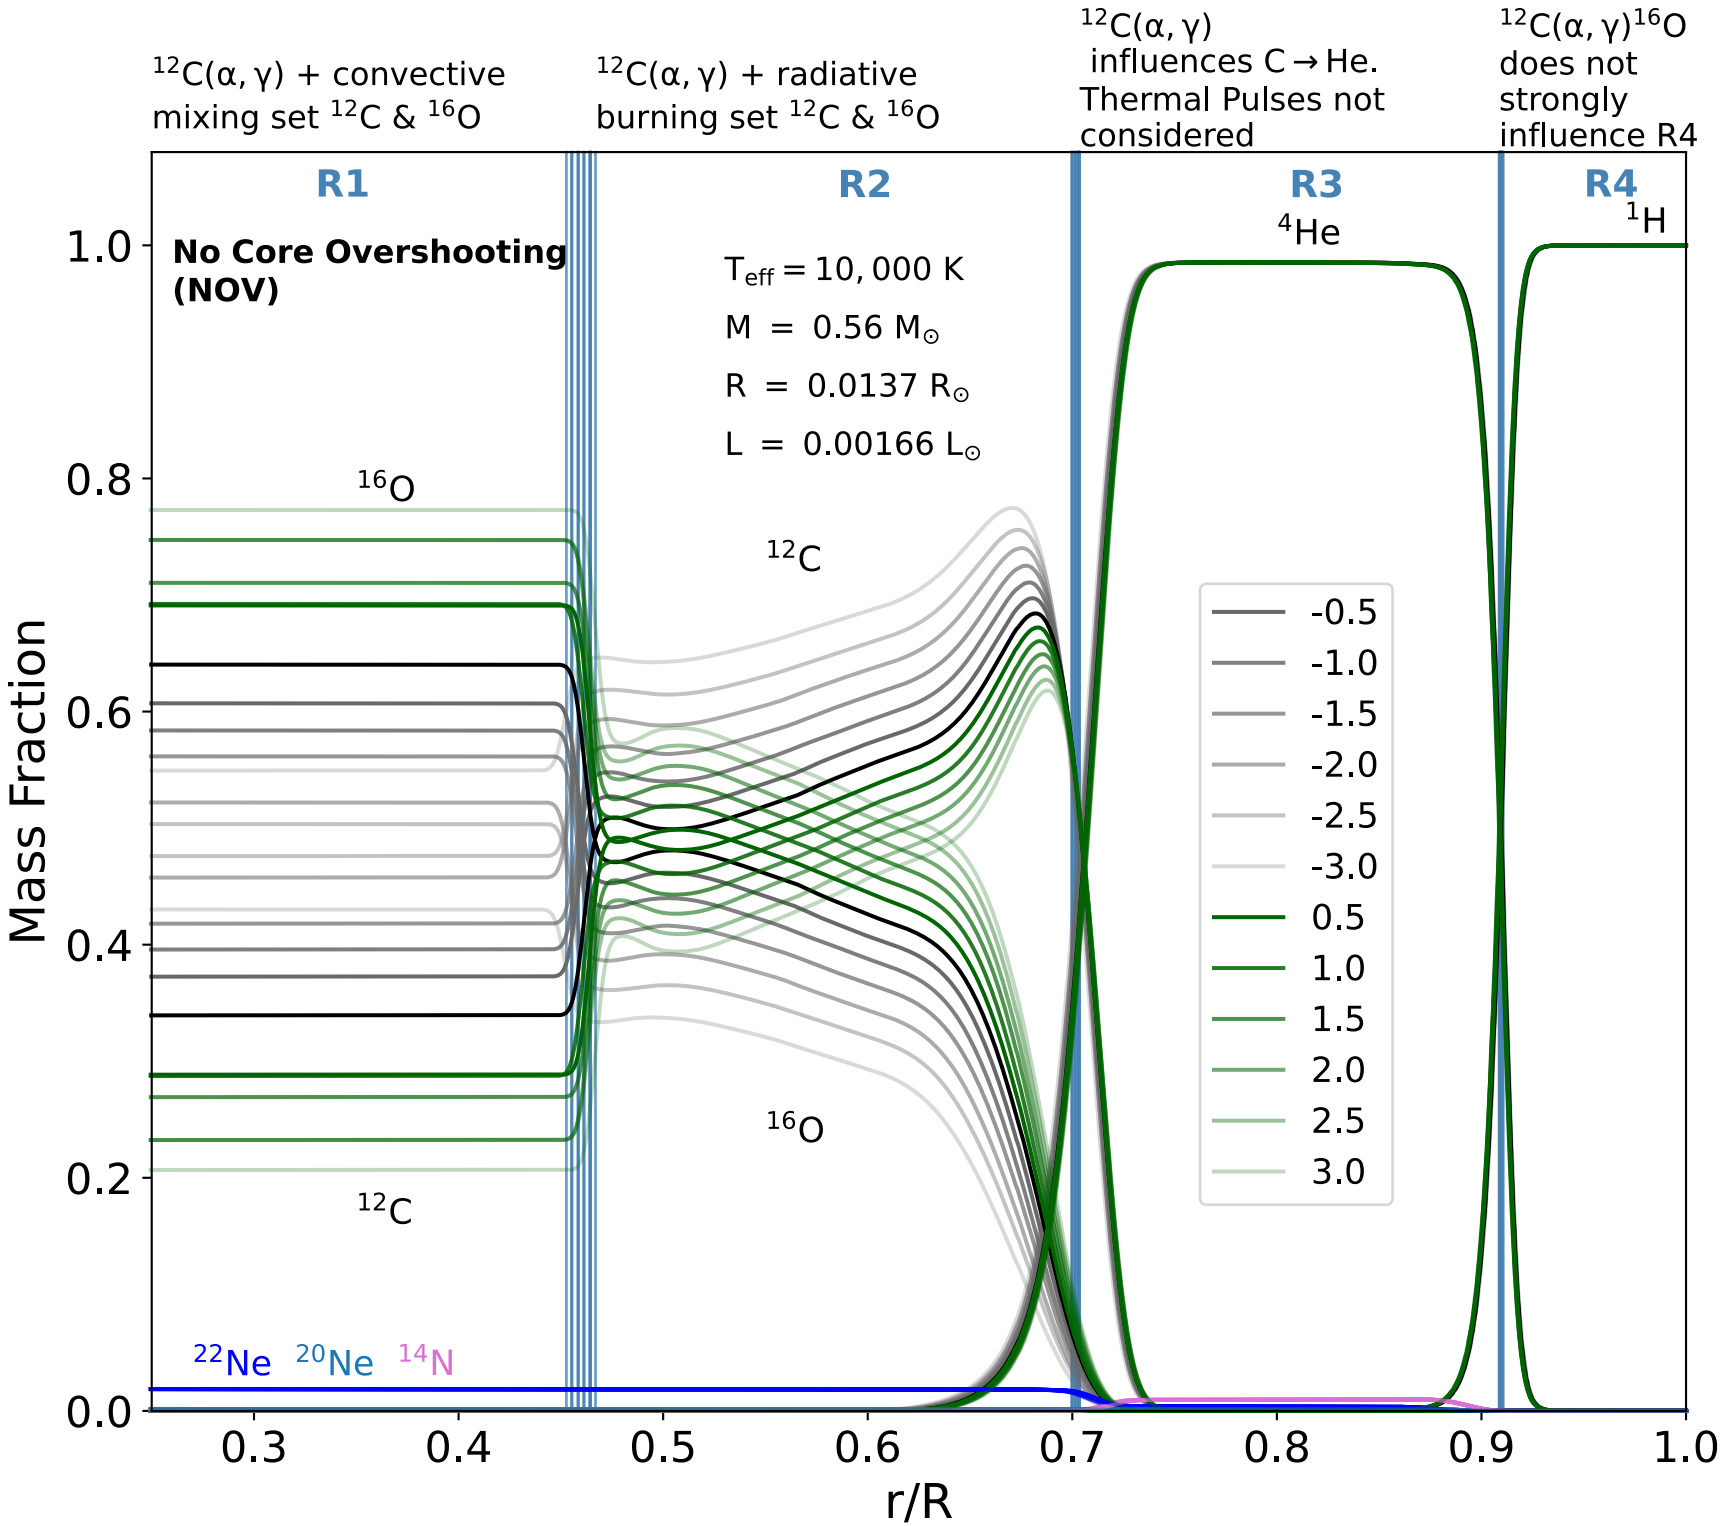 ¹²C(α, γ) + convective
mixing set ¹²C & ¹⁶O
¹²C(α, γ) + radiative
burning set ¹²C & ¹⁶O
¹²C(α, γ)
influences C → He.
Thermal Pulses not
considered
¹²C(α, γ)¹⁶O
does not
strongly
influence R4
R1
R2
R3
R4
No Core Overshooting
(NOV)
T_eff = 10, 000 K
M = 0.56 M_⊙
R = 0.0137 R_⊙
L = 0.00166 L_⊙
⁴He
¹H
¹⁶O
¹²C
¹⁶O
¹²C
²²Ne ²⁰Ne ¹⁴N
-0.5
-1.0
-1.5
-2.0
-2.5
-3.0
0.5
1.0
1.5
2.0
2.5
3.0
Mass Fraction
1.0
0.8
0.6
0.4
0.2
0.0
0.3 0.4 0.5 0.6 0.7 0.8 0.9 1.0
r/R